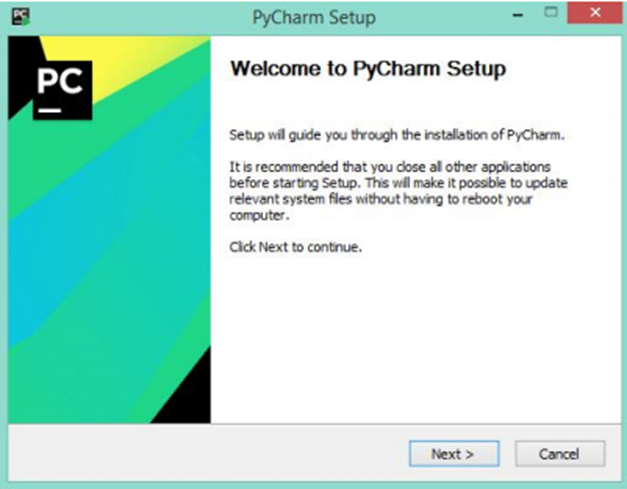 PyCharm Setup
PC
Welcome to PyCharm Setup
Setup will guide you through the installation of PyCharm.
It is recommended that you close all other applications
before starting Setup. This will make it possible to update
relevant system files without having to reboot your
computer.
Click Next to continue.
Next >
Cancel